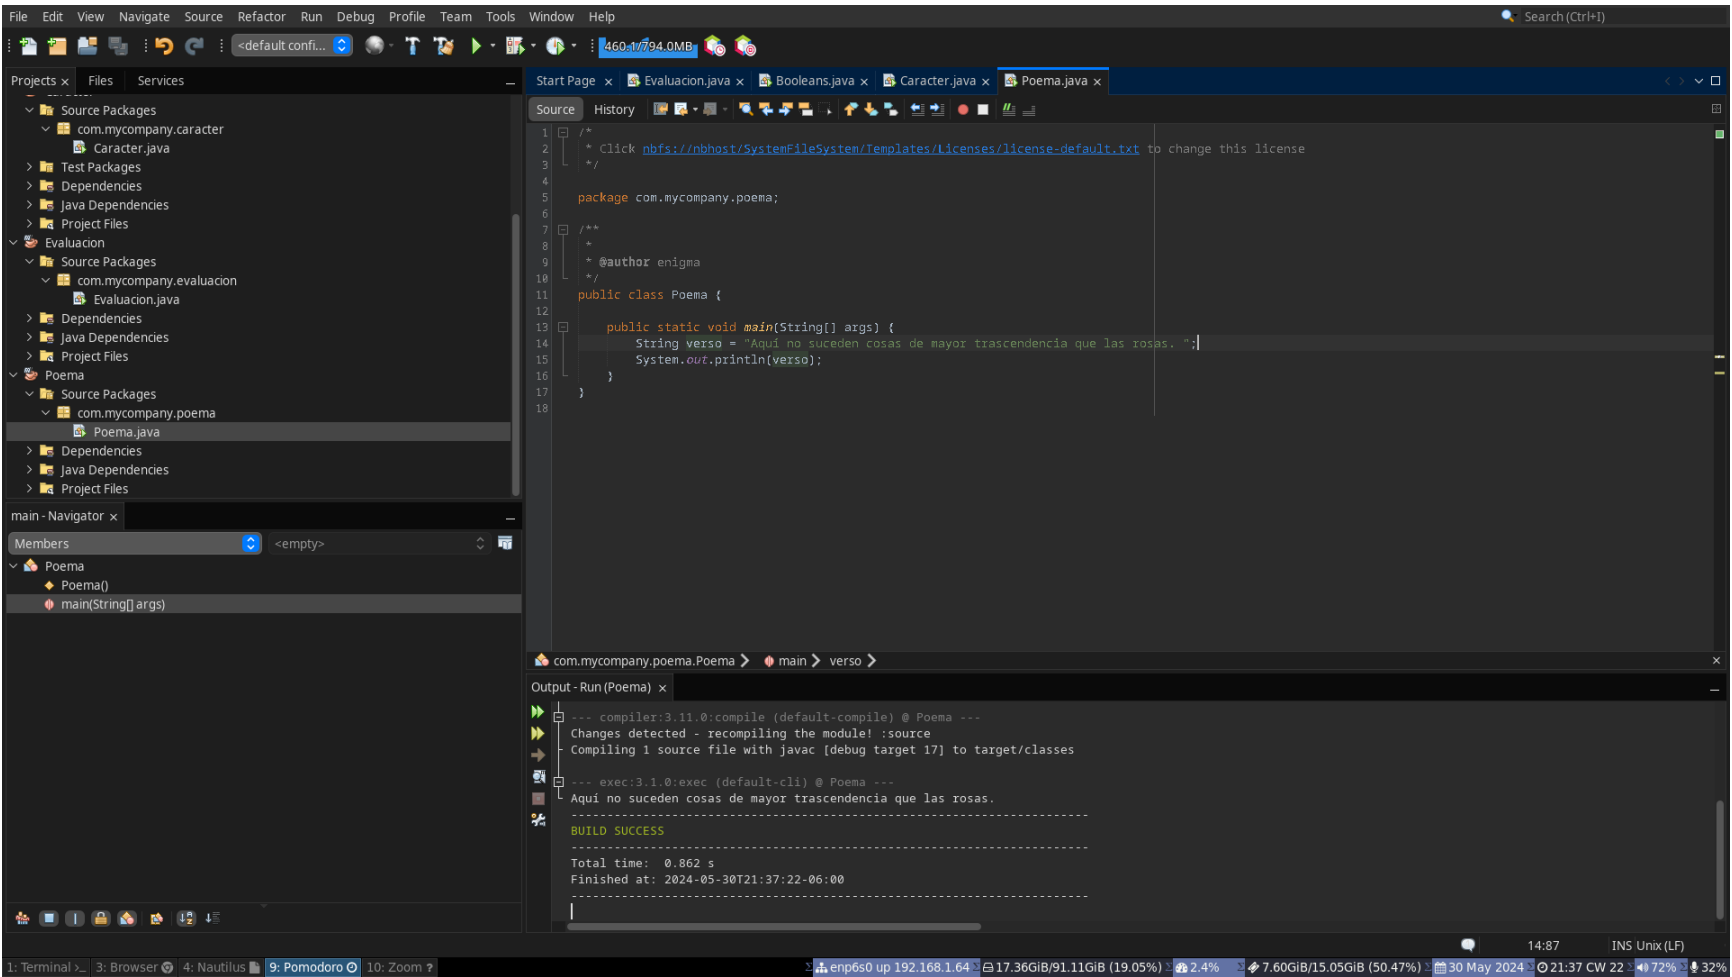 File Edit View Navigate Source Refactor Run Debug Profile Team Tools Window Help Search (Ctrl+I)
<default confi... 460.1/794.0MB
Projects Files Services
Source Packages
com.mycompany.caracter
Caracter.java
Test Packages
Dependencies
Java Dependencies
Project Files
Evaluacion
Source Packages
com.mycompany.evaluacion
Evaluacion.java
Dependencies
Java Dependencies
Project Files
Poema
Source Packages
com.mycompany.poema
Poema.java
Dependencies
Java Dependencies
Project Files
main - Navigator
Members <empty>
Poema
Poema()
main(String[] args)
Start Page Evaluacion.java Booleans.java Caracter.java Poema.java
Source History
1 /*
2 * Click nbfs://nbhost/SystemFileSystem/Templates/Licenses/license-default.txt to change this license
3 */
4
5 package com.mycompany.poema;
6
7 /**
8 *
9 * @author enigma
10 */
11 public class Poema {
12
13 public static void main(String[] args) {
14 String verso = "Aquí no suceden cosas de mayor trascendencia que las rosas. ";
15 System.out.println(verso);
16 }
17 }
18
com.mycompany.poema.Poema main verso
Output - Run (Poema)
--- compiler:3.11.0:compile (default-compile) @ Poema ---
Changes detected - recompiling the module! :source
Compiling 1 source file with javac [debug target 17] to target/classes
--- exec:3.1.0:exec (default-cli) @ Poema ---
Aquí no suceden cosas de mayor trascendencia que las rosas.
------------------------------------------------------------------------
BUILD SUCCESS
------------------------------------------------------------------------
Total time: 0.862 s
Finished at: 2024-05-30T21:37:22-06:00
------------------------------------------------------------------------
14:87 INS Unix (LF)
1: Terminal 3: Browser 4: Nautilus 9: Pomodoro 10: Zoom ? enp6s0 up 192.168.1.64 17.36GiB/91.11GiB (19.05%) 2.4% 7.60GiB/15.05GiB (50.47%) 30 May 2024 21:37 CW 22 72% 32%